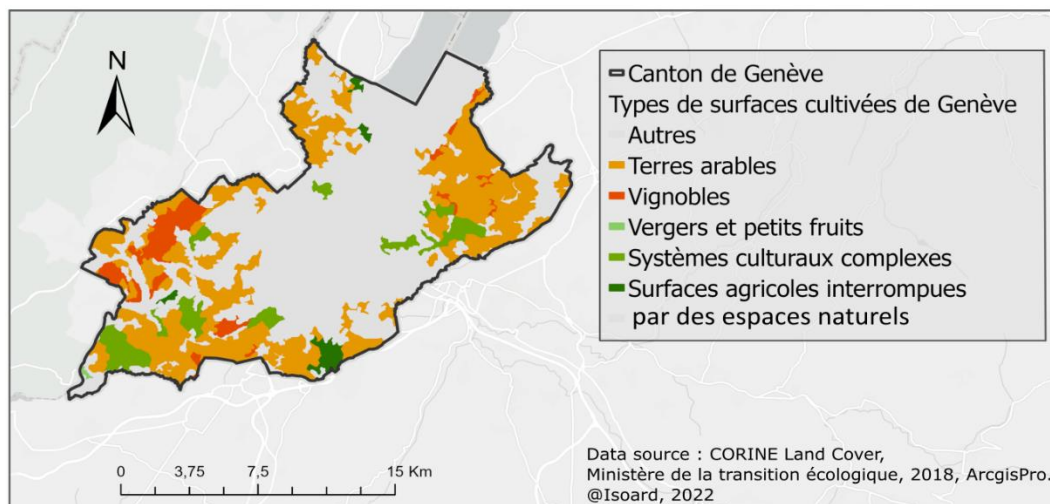 N
Canton de Genève
Types de surfaces cultivées de Genève
Autres
Terres arables
Vignobles
Vergers et petits fruits
Systèmes culturaux complexes
Surfaces agricoles interrompues
par des espaces naturels
0 3,75 7,5 15 Km
Data source : CORINE Land Cover,
Ministère de la transition écologique, 2018, ArcgisPro.
@Isoard, 2022